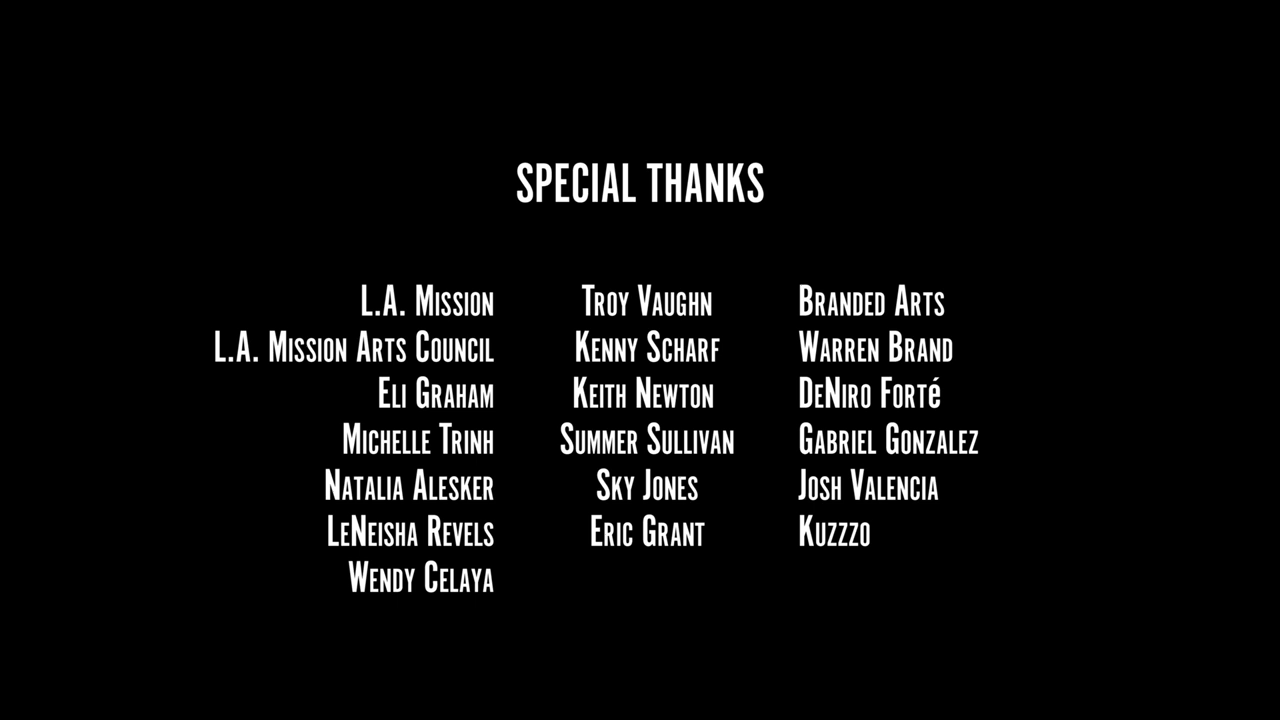 SPECIAL THANKS
L.A. Mission
L.A. Mission Arts Council
Eli Graham
Michelle Trinh
Natalia Alesker
LeNeisha Revels
Wendy Celaya
Troy Vaughn
Kenny Scharf
Keith Newton
Summer Sullivan
Sky Jones
Eric Grant
Branded Arts
Warren Brand
DeNiro Forté
Gabriel Gonzalez
Josh Valencia
Kuzzzo